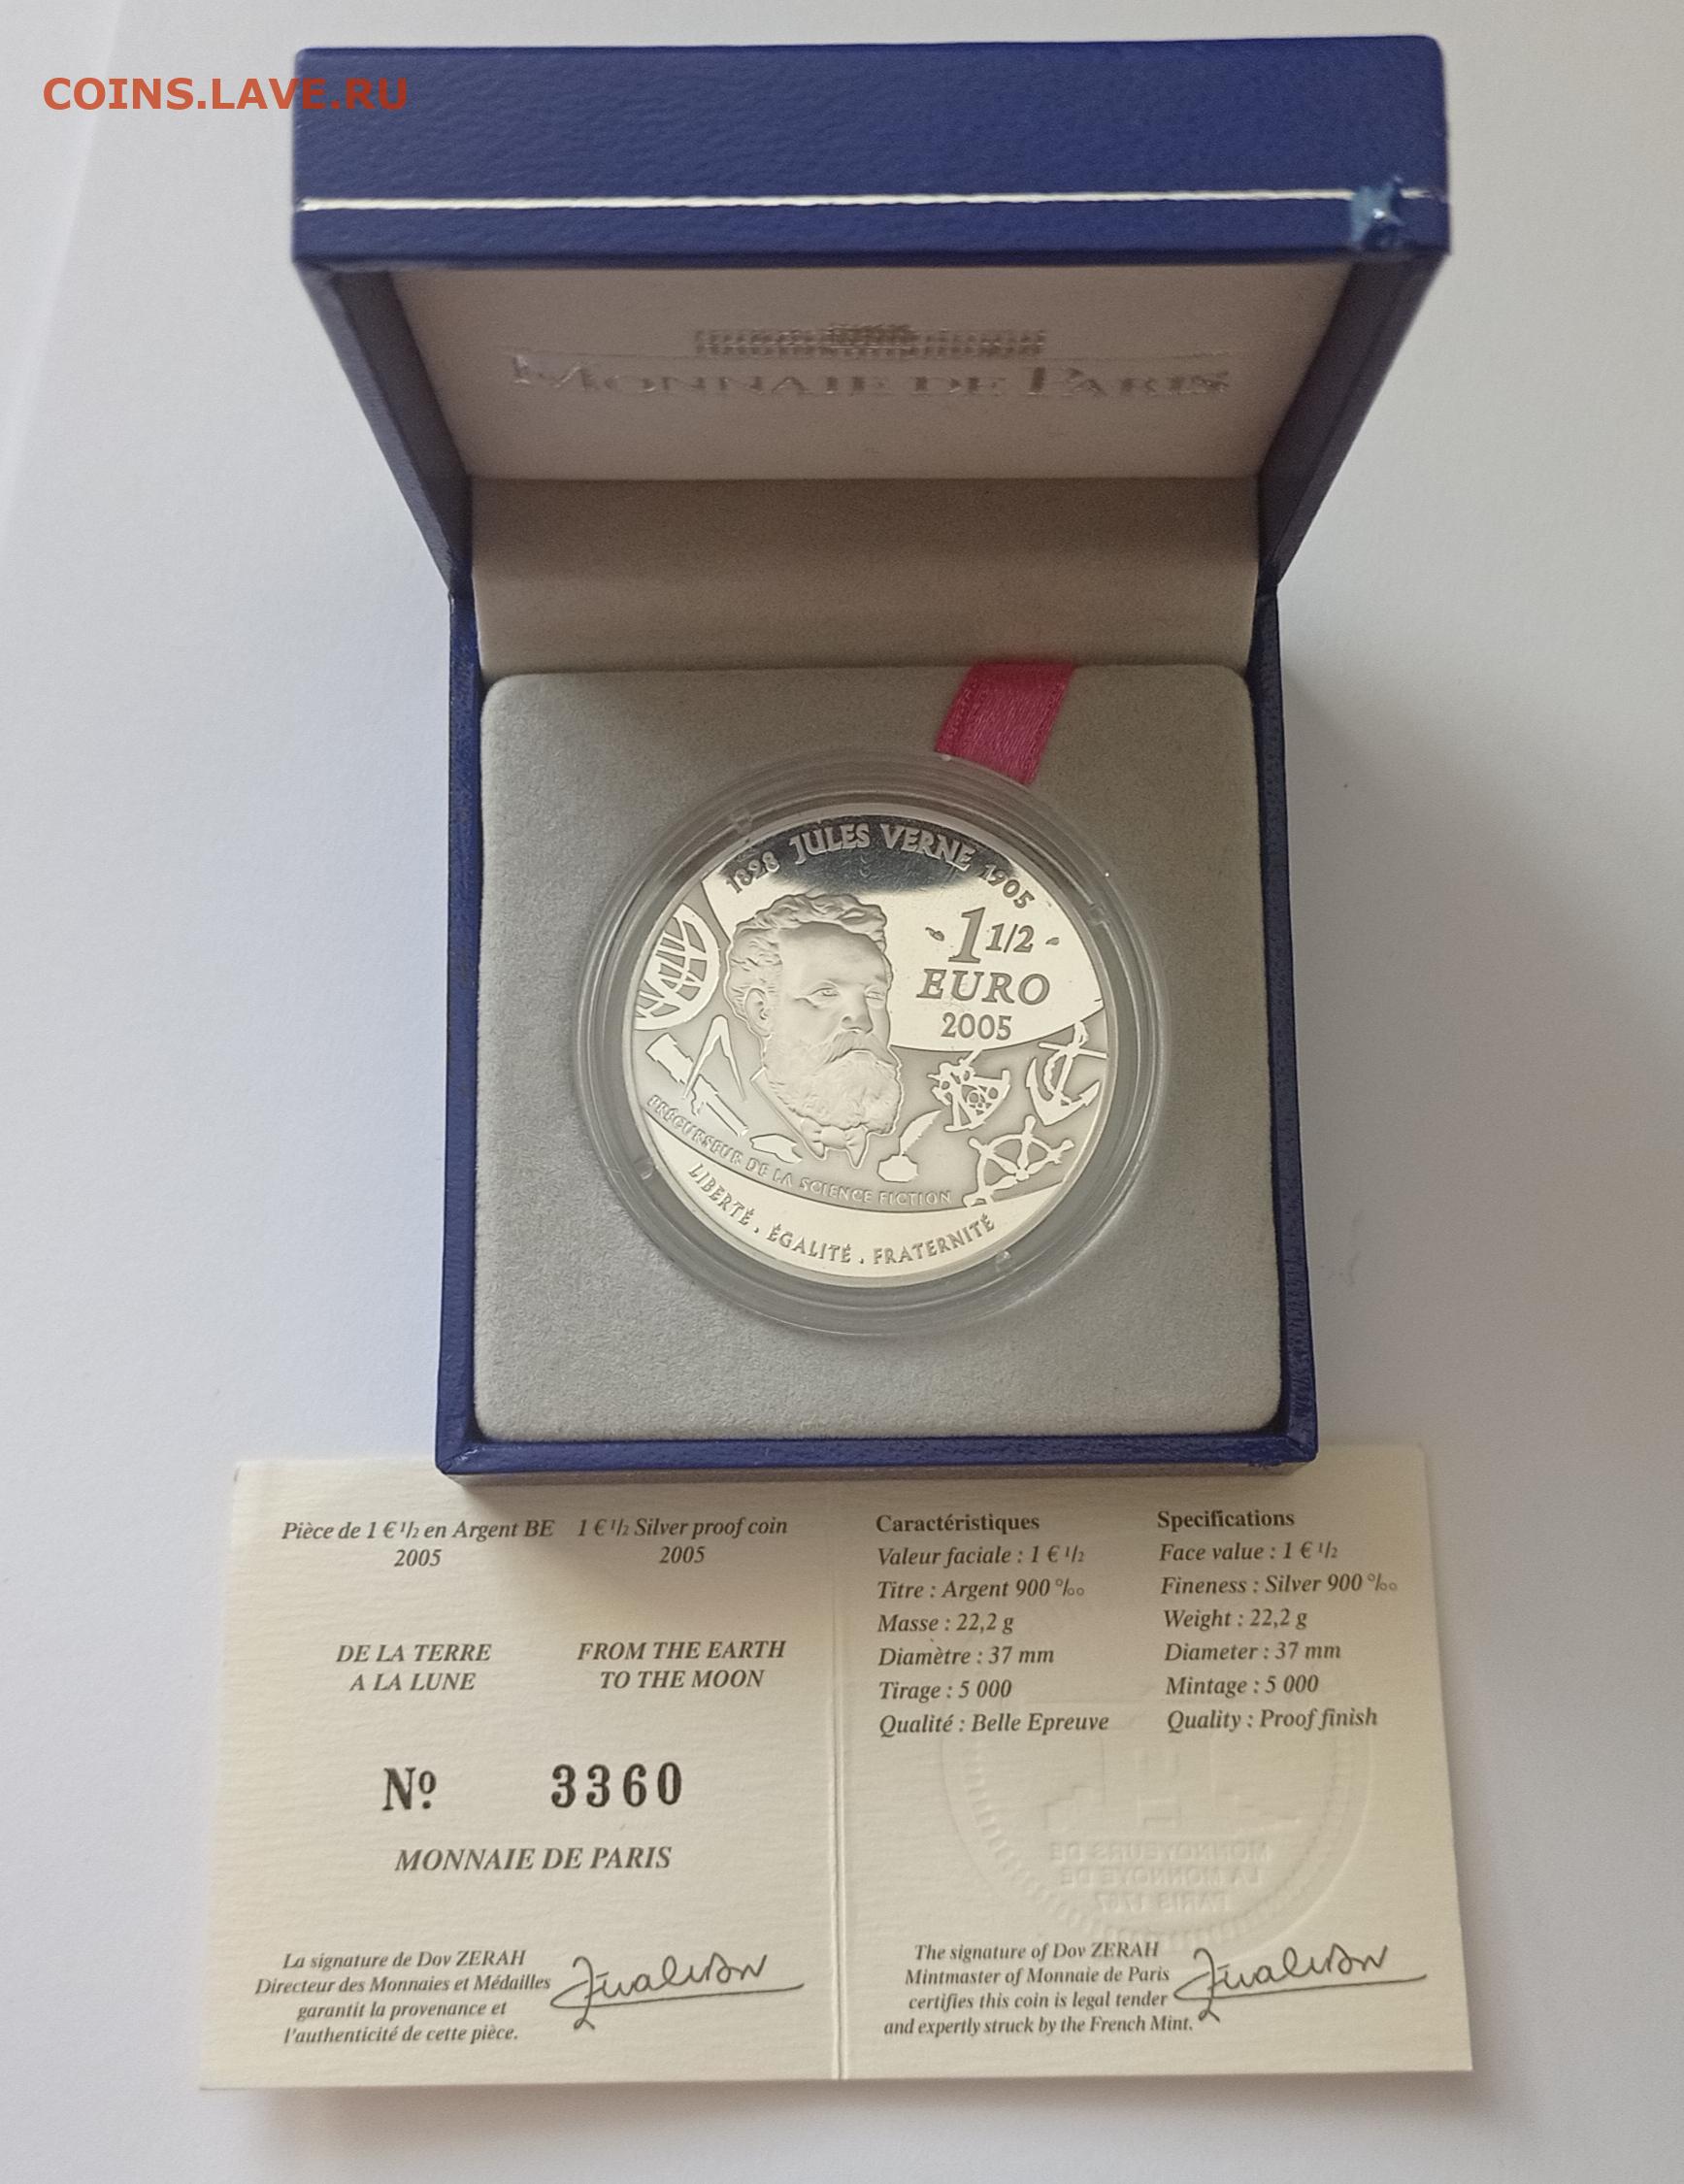 COINS.LAVE.RU
MONNAIE DE PARIS
1828 JULES VERNE 1905
1 1/2
EURO
2005
PRÉCURSEUR DE LA SCIENCE FICTION
LIBERTÉ . ÉGALITÉ . FRATERNITÉ
Pièce de 1 € 1/2 en Argent BE
2005
1 € 1/2 Silver proof coin
2005
DE LA TERRE
A LA LUNE
FROM THE EARTH
TO THE MOON
Nº 3360
MONNAIE DE PARIS
La signature de Dov ZERAH
Directeur des Monnaies et Médailles
garantit la provenance et
l'authenticité de cette pièce.
Caractéristiques
Valeur faciale : 1 € 1/2
Titre : Argent 900 ‰
Masse : 22,2 g
Diamètre : 37 mm
Tirage : 5 000
Qualité : Belle Epreuve
Specifications
Face value : 1 € 1/2
Fineness : Silver 900 ‰
Weight : 22,2 g
Diameter : 37 mm
Mintage : 5 000
Quality : Proof finish
MONNOYEURS DE
LA MONNOYE DE
PARIS 1787
The signature of Dov ZERAH
Mintmaster of Monnaie de Paris
certifies this coin is legal tender
and expertly struck by the French Mint.